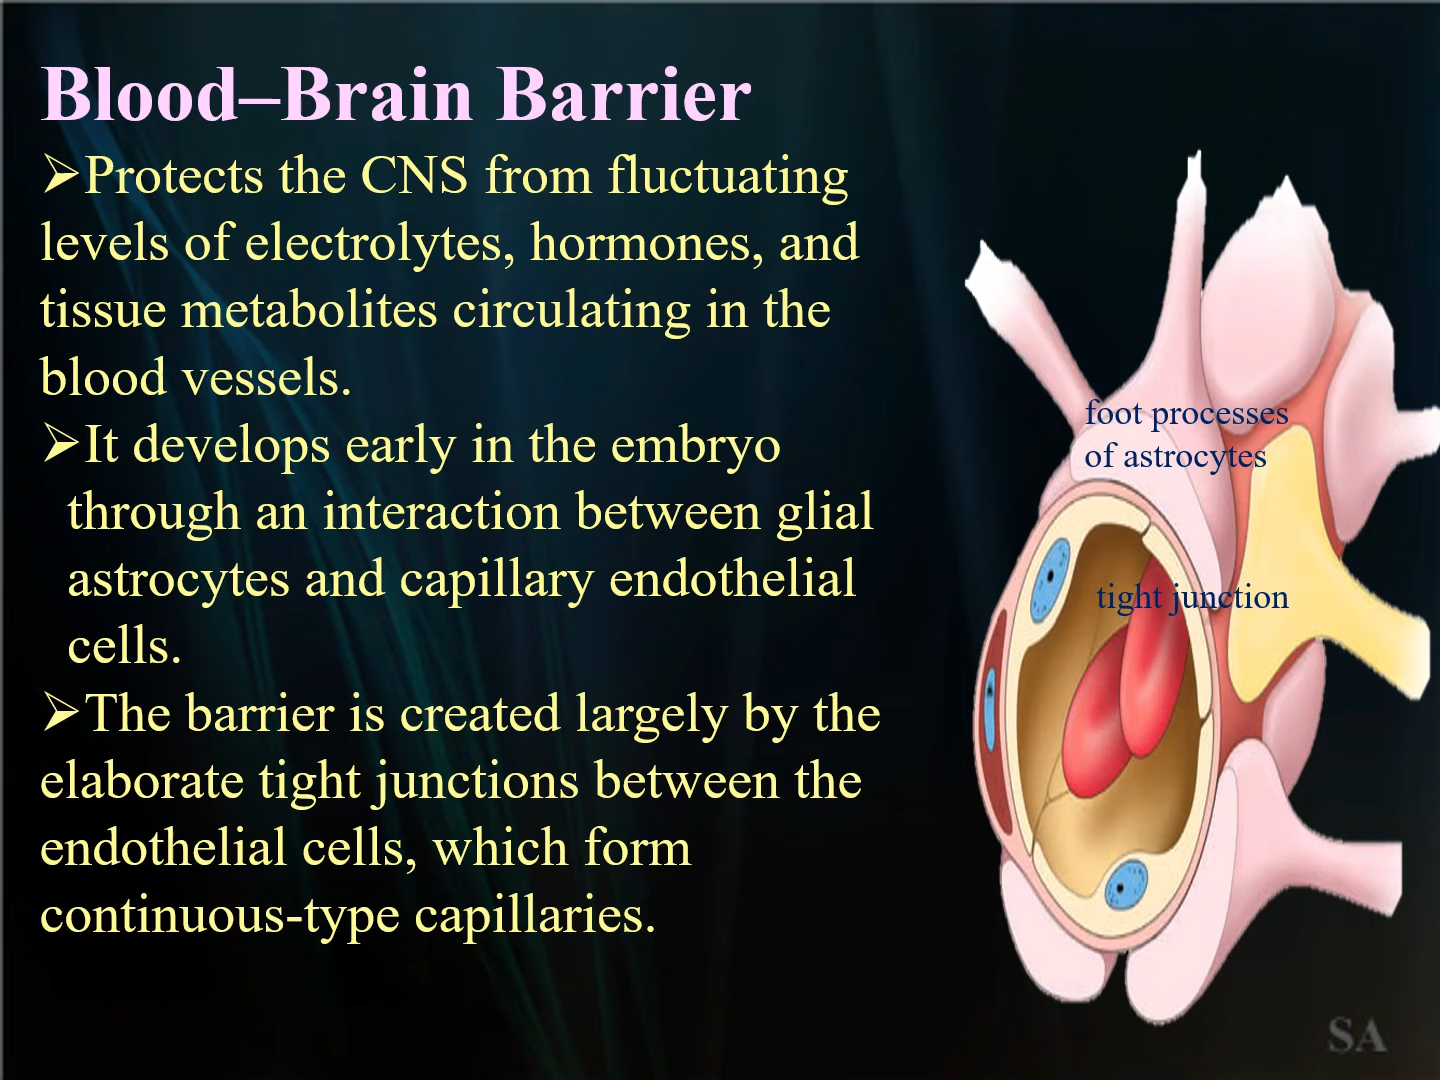 Blood–Brain Barrier
➢Protects the CNS from fluctuating
levels of electrolytes, hormones, and
tissue metabolites circulating in the
blood vessels.
➢It develops early in the embryo
through an interaction between glial
astrocytes and capillary endothelial
cells.
➢The barrier is created largely by the
elaborate tight junctions between the
endothelial cells, which form
continuous-type capillaries.
foot processes
of astrocytes
tight junction
SA